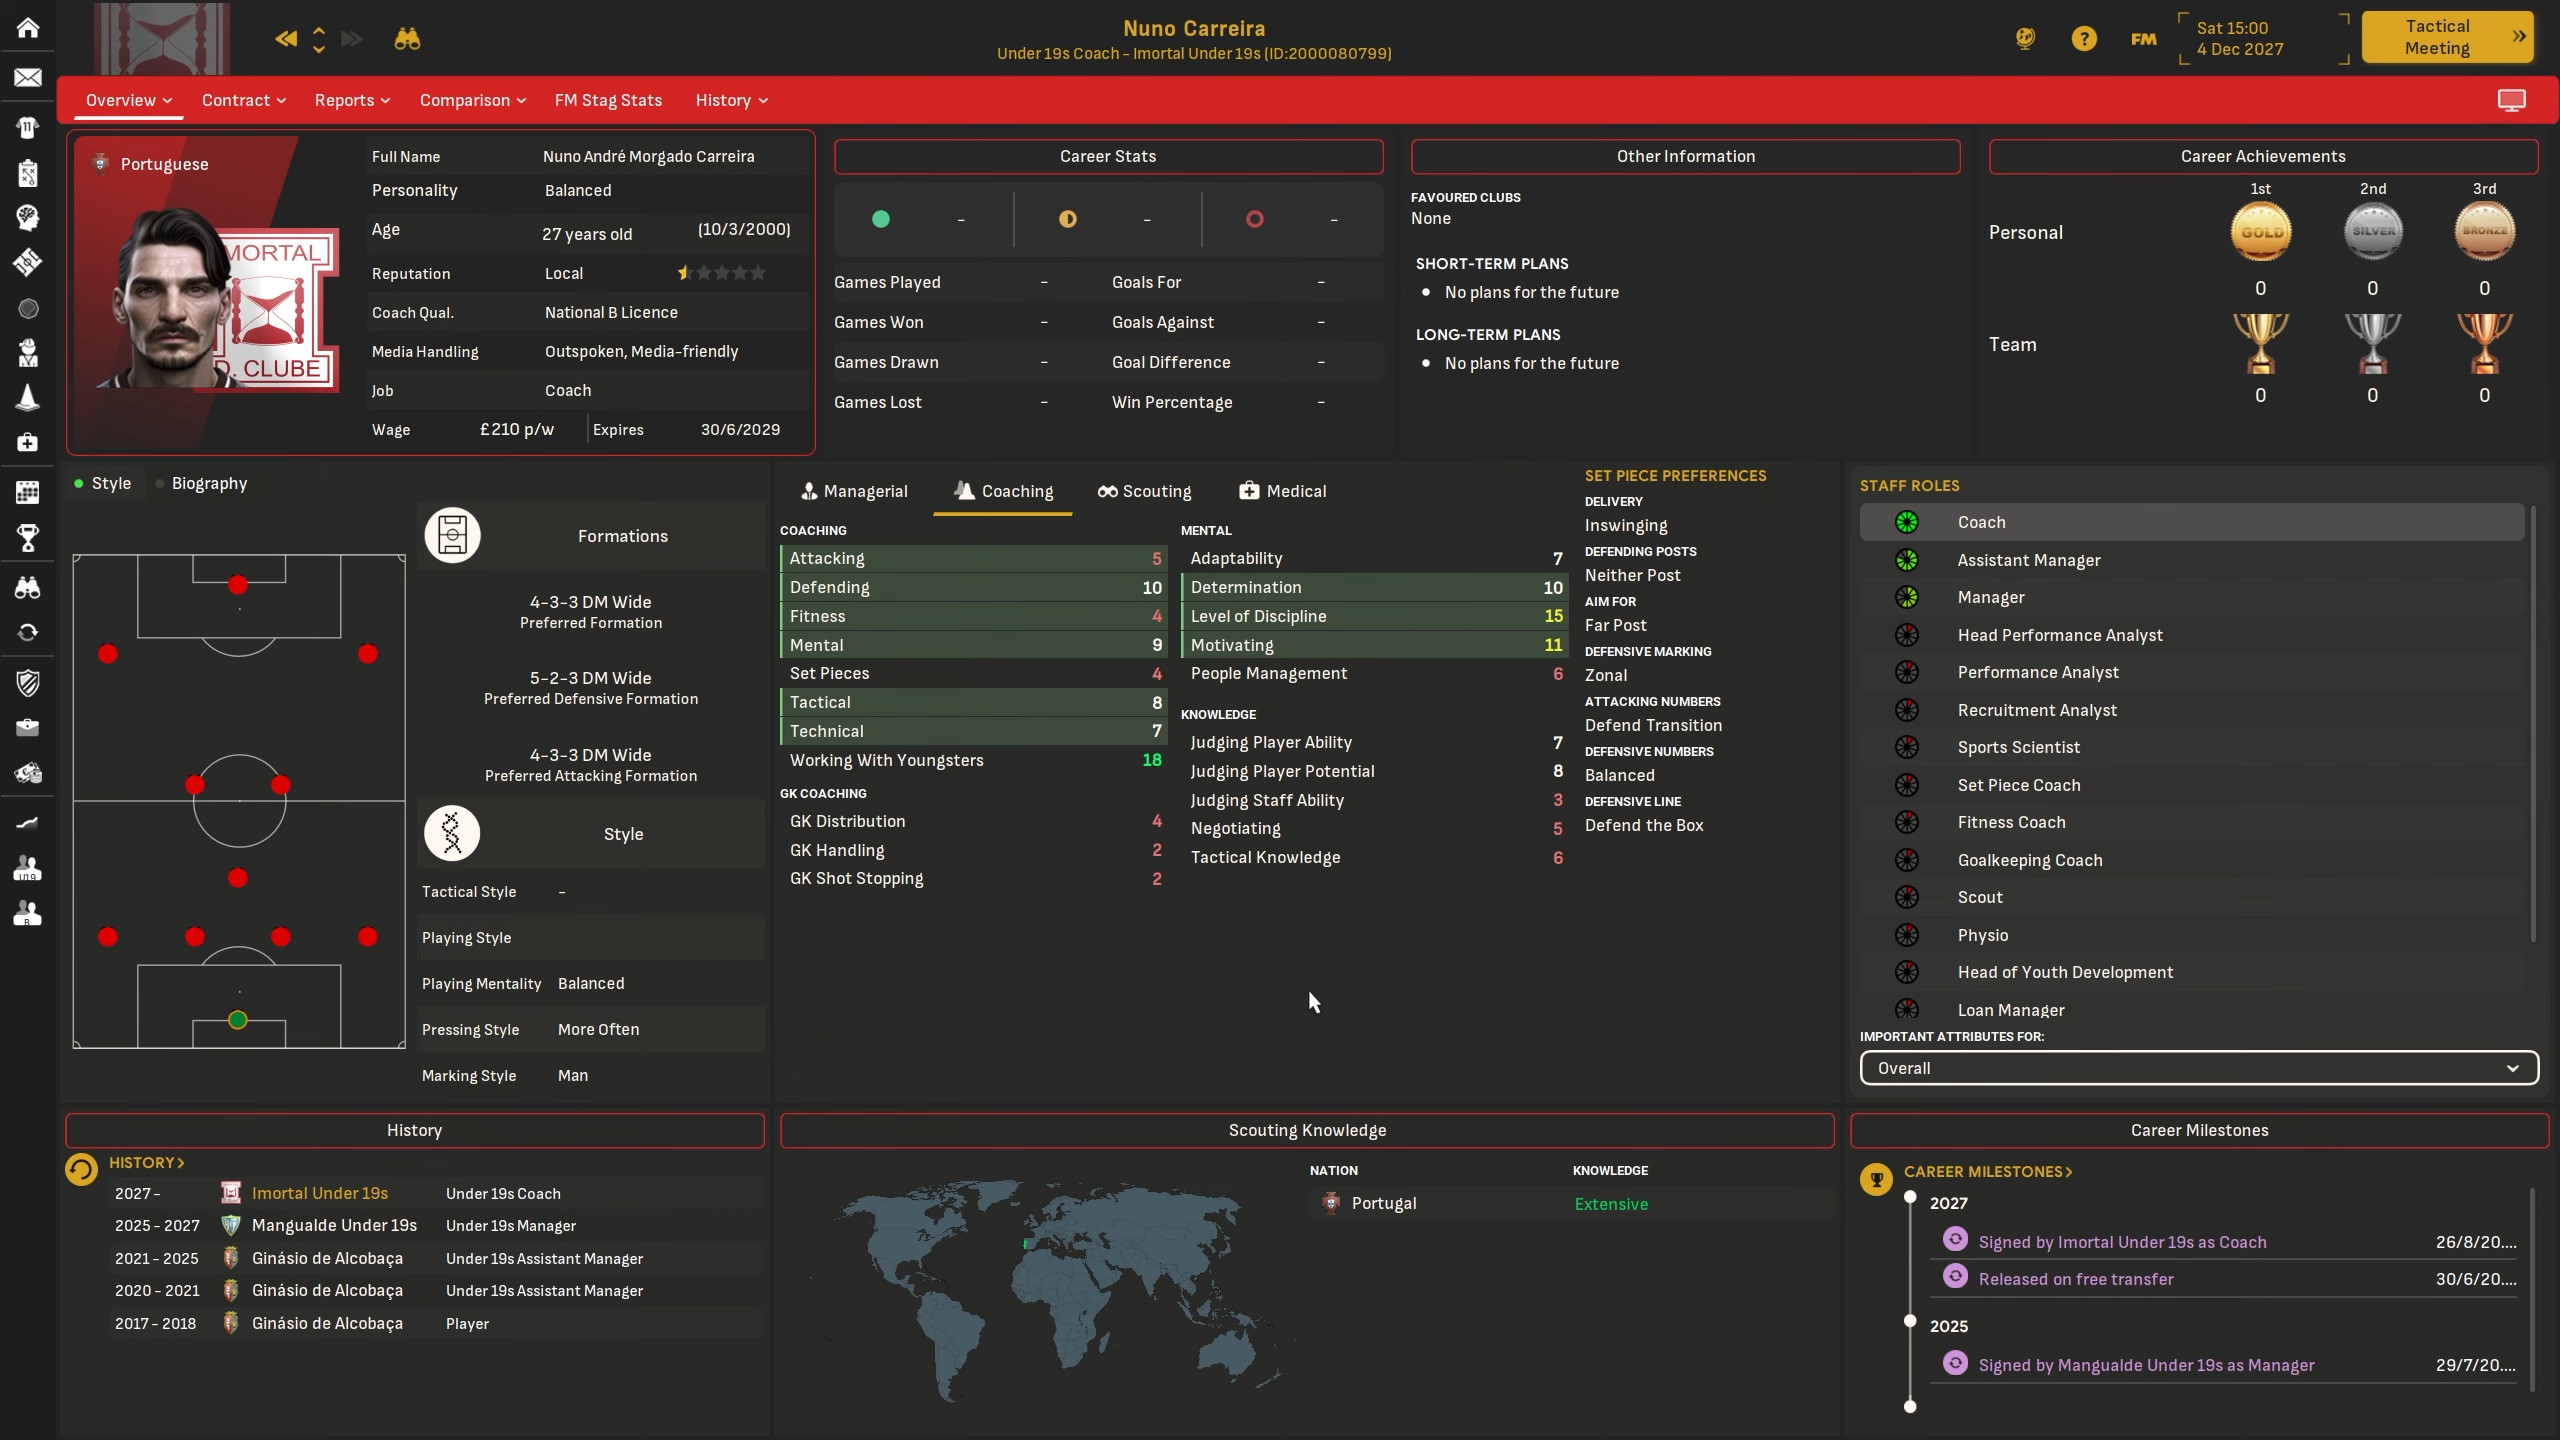 Nuno Carreira
Under 19s Coach - Imortal Under 19s (ID:2000080799)
FM
Sat 15:00
4 Dec 2027
Tactical
Meeting
Overview
Contract
Reports
Comparison
FM Stag Stats
History
Portuguese
MORTAL
D. CLUBE
Full Name Nuno André Morgado Carreira
Personality Balanced
Age 27 years old (10/3/2000)
Reputation Local
Coach Qual. National B Licence
Media Handling Outspoken, Media-friendly
Job Coach
Wage £210 p/w Expires 30/6/2029
Career Stats
- - -
Games Played - Goals For -
Games Won - Goals Against -
Games Drawn - Goal Difference -
Games Lost - Win Percentage -
Other Information
FAVOURED CLUBS
None
SHORT-TERM PLANS
No plans for the future
LONG-TERM PLANS
No plans for the future
Career Achievements
1st 2nd 3rd
Personal GOLD SILVER BRONZE
0 0 0
Team
0 0 0
Style
Biography
Formations
4-3-3 DM Wide
Preferred Formation
5-2-3 DM Wide
Preferred Defensive Formation
4-3-3 DM Wide
Preferred Attacking Formation
Style
Tactical Style -
Playing Style
Playing Mentality Balanced
Pressing Style More Often
Marking Style Man
Managerial
Coaching
Scouting
Medical
COACHING
Attacking 5
Defending 10
Fitness 4
Mental 9
Set Pieces 4
Tactical 8
Technical 7
Working With Youngsters 18
GK COACHING
GK Distribution 4
GK Handling 2
GK Shot Stopping 2
MENTAL
Adaptability 7
Determination 10
Level of Discipline 15
Motivating 11
People Management 6
KNOWLEDGE
Judging Player Ability 7
Judging Player Potential 8
Judging Staff Ability 3
Negotiating 5
Tactical Knowledge 6
SET PIECE PREFERENCES
DELIVERY
Inswinging
DEFENDING POSTS
Neither Post
AIM FOR
Far Post
DEFENSIVE MARKING
Zonal
ATTACKING NUMBERS
Defend Transition
DEFENSIVE NUMBERS
Balanced
DEFENSIVE LINE
Defend the Box
STAFF ROLES
Coach
Assistant Manager
Manager
Head Performance Analyst
Performance Analyst
Recruitment Analyst
Sports Scientist
Set Piece Coach
Fitness Coach
Goalkeeping Coach
Scout
Physio
Head of Youth Development
Loan Manager
IMPORTANT ATTRIBUTES FOR:
Overall
11
U19
B
History
HISTORY>
2027 - Imortal Under 19s Under 19s Coach
2025 - 2027 Mangualde Under 19s Under 19s Manager
2021 - 2025 Ginásio de Alcobaça Under 19s Assistant Manager
2020 - 2021 Ginásio de Alcobaça Under 19s Assistant Manager
2017 - 2018 Ginásio de Alcobaça Player
Scouting Knowledge
NATION KNOWLEDGE
Portugal Extensive
Career Milestones
CAREER MILESTONES>
2027
Signed by Imortal Under 19s as Coach 26/8/20....
Released on free transfer 30/6/20....
2025
Signed by Mangualde Under 19s as Manager 29/7/20....